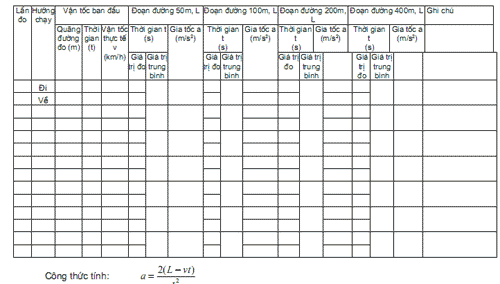 Lần đo Hướng chạy Vận tốc ban đầu Đoạn đường 50m, L Đoạn đường 100m, L Đoạn đường 200m, L Đoạn đường 400m, L Ghi chú
Quãng đường đo (m) Thời gian (t) Vận tốc thực tế v (km/h) Thời gian t (s) Gia tốc a (m/s²) Thời gian t (s) Gia tốc a (m/s²) Thời gian t (s) Gia tốc a (m/s²) Thời gian t (s) Gia tốc a (m/s²)
Giá trị đo Giá trị trung bình Giá trị đo Giá trị trung bình Giá trị đo Giá trị trung bình Giá trị đo Giá trị trung bình
Đi
Về
Công thức tính: a = 2(L − vt) / t²